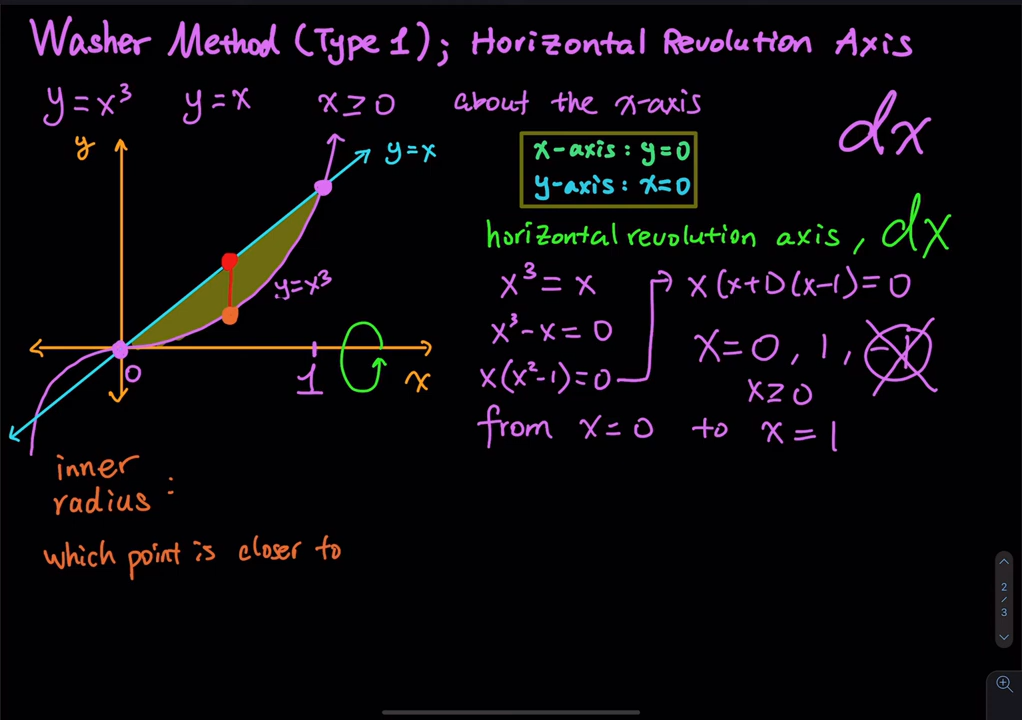 Washer Method (Type 1); Horizontal Revolution Axis
y = x³ y = x x ≥ 0 about the x-axis
dx
y
y = x
x-axis : y = 0
y-axis : x = 0
horizontal revolution axis, dx
y = x³
0
1
x
x³ = x
x³ - x = 0
x(x² - 1) = 0
x(x+1)(x-1) = 0
x = 0, 1, -1
x ≥ 0
from x = 0 to x = 1
inner
radius :
which point is closer to
2
/
3